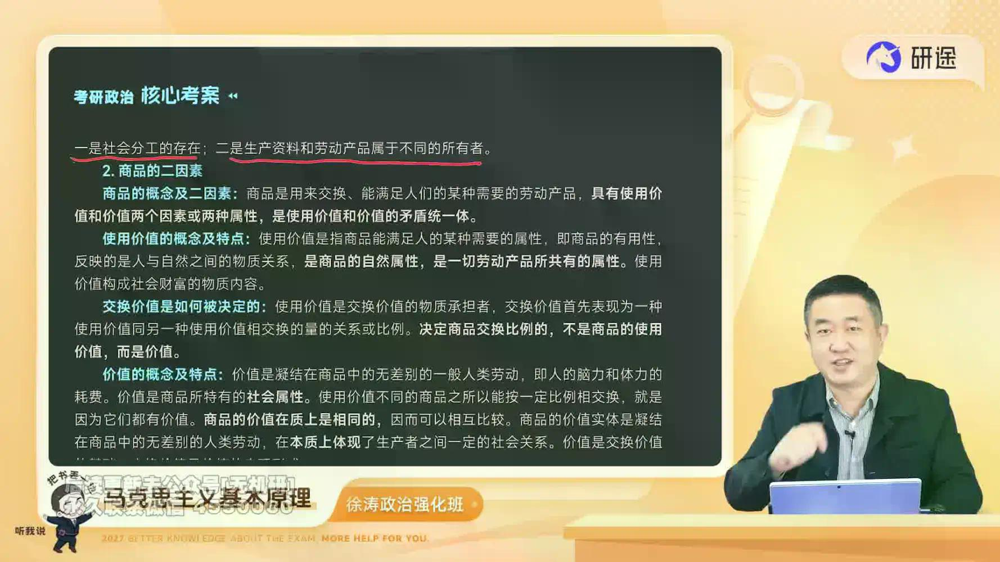 研途
考研政治 核心考案
一是社会分工的存在；二是生产资料和劳动产品属于不同的所有者。
2. 商品的二因素
商品的概念及二因素：商品是用来交换、能满足人们的某种需要的劳动产品，具有使用价
值和价值两个因素或两种属性，是使用价值和价值的矛盾统一体。
使用价值的概念及特点：使用价值是指商品能满足人的某种需要的属性，即商品的有用性，
反映的是人与自然之间的物质关系，是商品的自然属性，是一切劳动产品所共有的属性。使用
价值构成社会财富的物质内容。
交换价值是如何被决定的：使用价值是交换价值的物质承担者，交换价值首先表现为一种
使用价值同另一种使用价值相交换的量的关系或比例。决定商品交换比例的，不是商品的使用
价值，而是价值。
价值的概念及特点：价值是凝结在商品中的无差别的一般人类劳动，即人的脑力和体力的
耗费。价值是商品所特有的社会属性。使用价值不同的商品之所以能按一定比例相交换，就是
因为它们都有价值。商品的价值在质上是相同的，因而可以相互比较。商品的价值实体是凝结
在商品中的无差别的人类劳动，在本质上体现了生产者之间一定的社会关系。价值是交换价值
把书丢
马克思主义基本原理
徐涛政治强化班
听我说
2027 BETTER KNOWLEDGE ABOUT THE EXAM, MORE HELP FOR YOU.